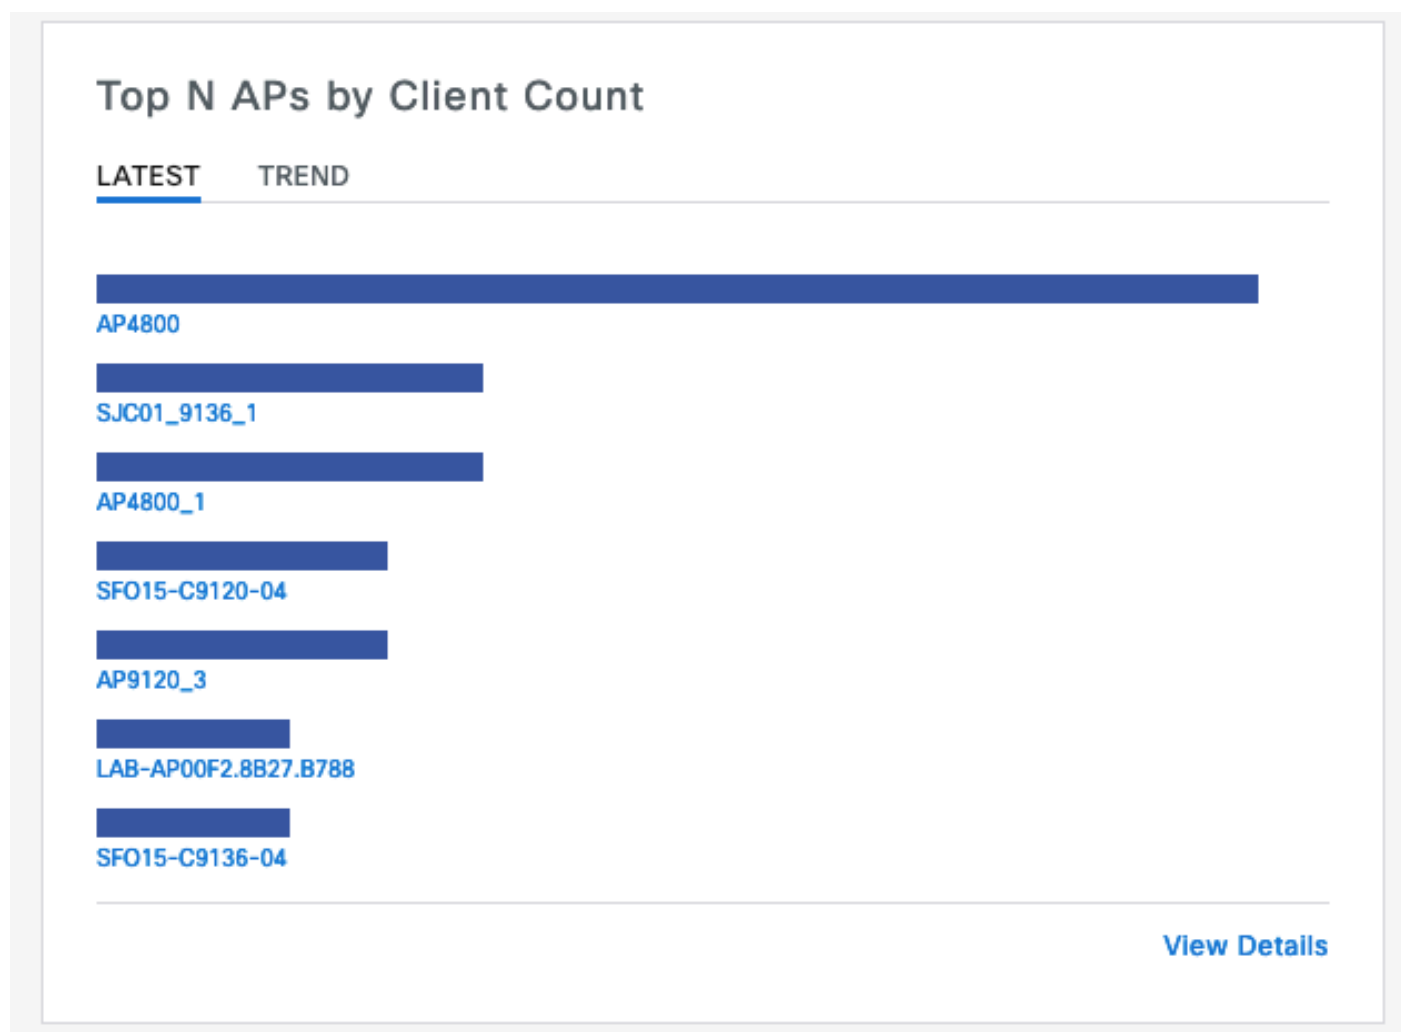 Top N APs by Client Count
LATEST TREND
AP4800
SJC01_9136_1
AP4800_1
SFO15-C9120-04
AP9120_3
LAB-AP00F2.8B27.B788
SFO15-C9136-04
View Details